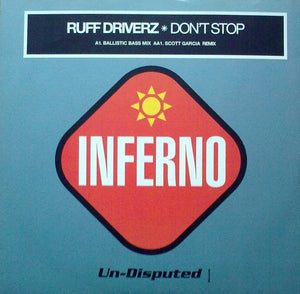 RUFF DRIVERZ ✳ DON'T STOP
A1. BALLISTIC BASS MIX AA1. SCOTT GARCIA REMIX
INFERNO
Un-Disputed